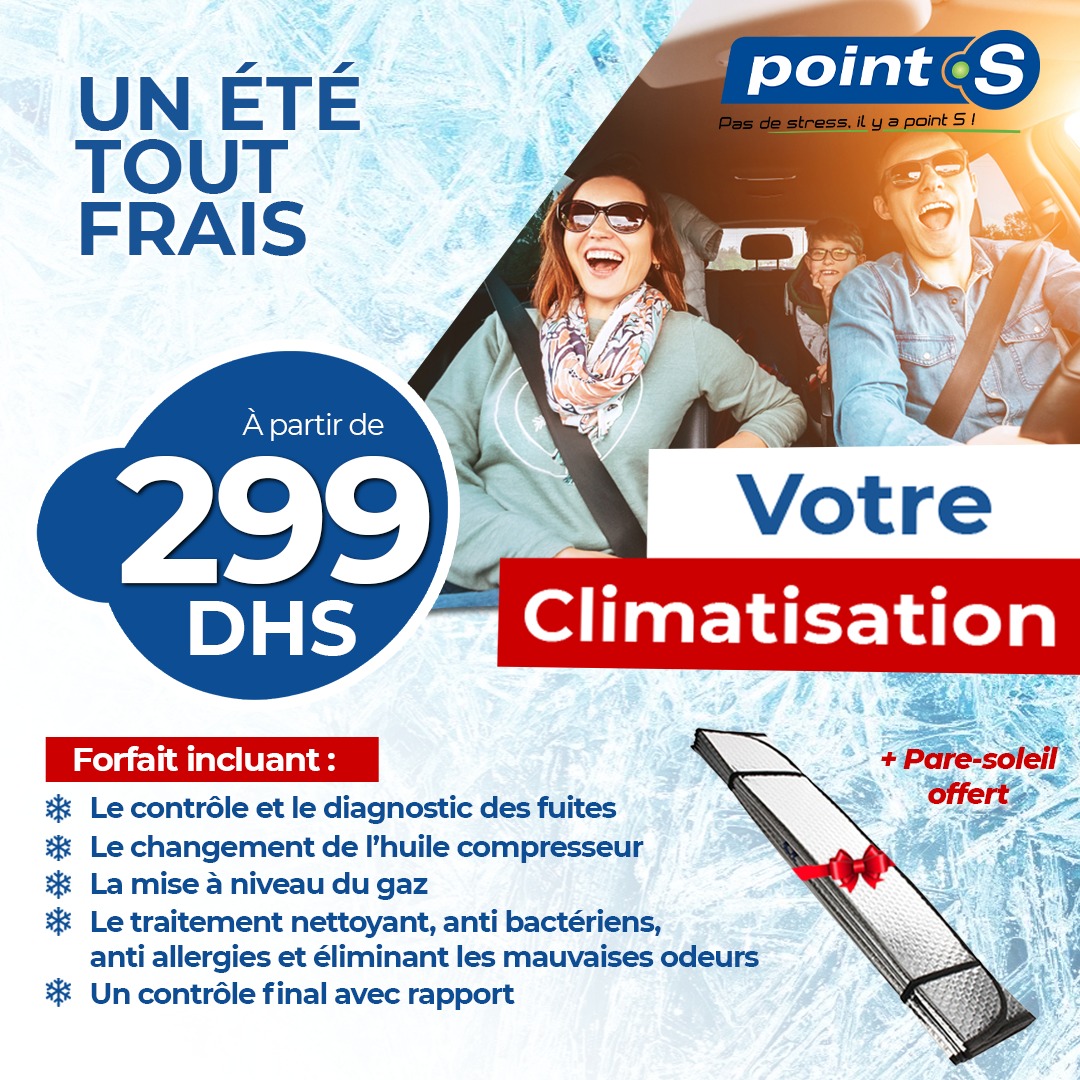 UN ÉTÉ
TOUT
FRAIS
point S
Pas de stress, il y a point S !
À partir de
299
DHS
Votre
Climatisation
Forfait incluant :
Le contrôle et le diagnostic des fuites
Le changement de l'huile compresseur
La mise à niveau du gaz
Le traitement nettoyant, anti bactériens,
anti allergies et éliminant les mauvaises odeurs
Un contrôle final avec rapport
+ Pare-soleil
offert